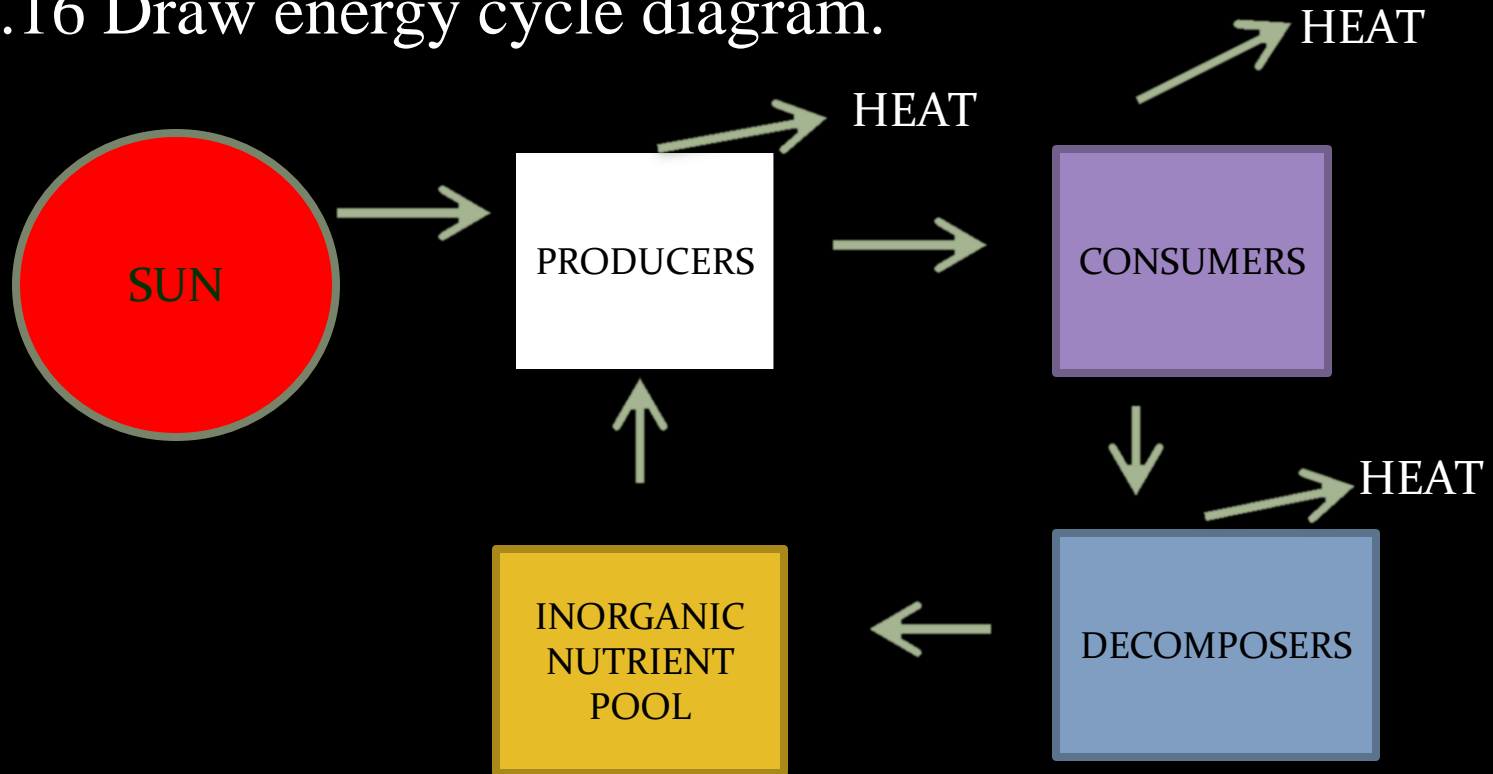 .16 Draw energy cycle diagram.
HEAT
HEAT
SUN
PRODUCERS
CONSUMERS
HEAT
INORGANIC
NUTRIENT
POOL
DECOMPOSERS